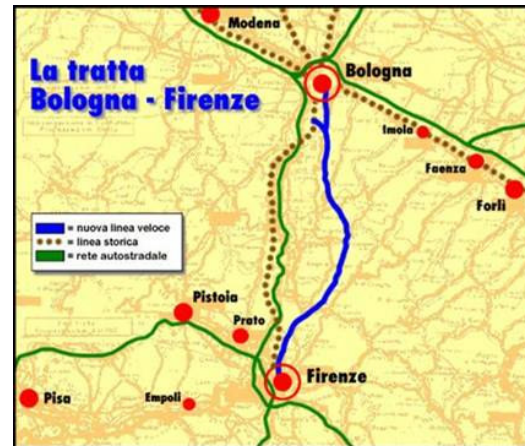 Modena
La tratta
Bologna - Firenze
Bologna
Imola
Faenza
Forlì
= nuova linea veloce
= linea storica
= rete autostradale
Pistoia
Prato
Firenze
Pisa
Empoli